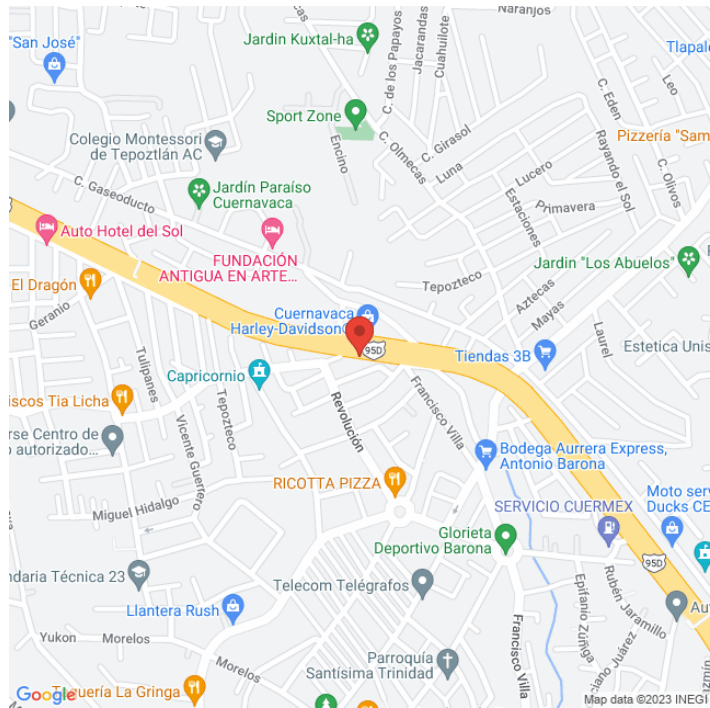 Naranjos
Jardin Kuxtal-ha
C. de los Papayos
Jacarandas
Cuahuilote
"San José"
Tlapale
C. Eden
Leo
Sport Zone
Encino
C. Olmecas
C. Girasol
Luna
Rayando el Sol
Pizzería "Sam
Colegio Montessori
de Tepoztlán AC
Lucero
C. Olivos
Estaciones
Primavera
C. Gaseoducto
Jardín Paraíso
Cuernavaca
Auto Hotel del Sol
FUNDACIÓN
ANTIGUA EN ARTE...
Jardin "Los Abuelos"
El Dragón
Geranio
Tepozteco
Aztecas
Mayas
Cuernavaca
Harley-Davidson
95D
Laurel
Estetica Unis
Tiendas 3B
Tulipanes
Capricornio
iscos Tia Licha
Tepozteco
Vicente Guerrero
Revolución
Francisco Villa
rse Centro de
o autorizado...
Bodega Aurrera Express,
Antonio Barona
RICOTTA PIZZA
Miguel Hidalgo
SERVICIO CUERMEX
Moto serv
Ducks CE
Glorieta
Deportivo Barona
95D
ndaria Técnica 23
Telecom Telégrafos
Epifanio Zúñiga
Rubén Jaramillo
Aut
Llantera Rush
Francisco Villa
Yukon
Morelos
Morelos
Parroquía
Santísima Trinidad
ciano Juárez
uzmín
Taquería La Gringa
Google
Map data ©2023 INEGI